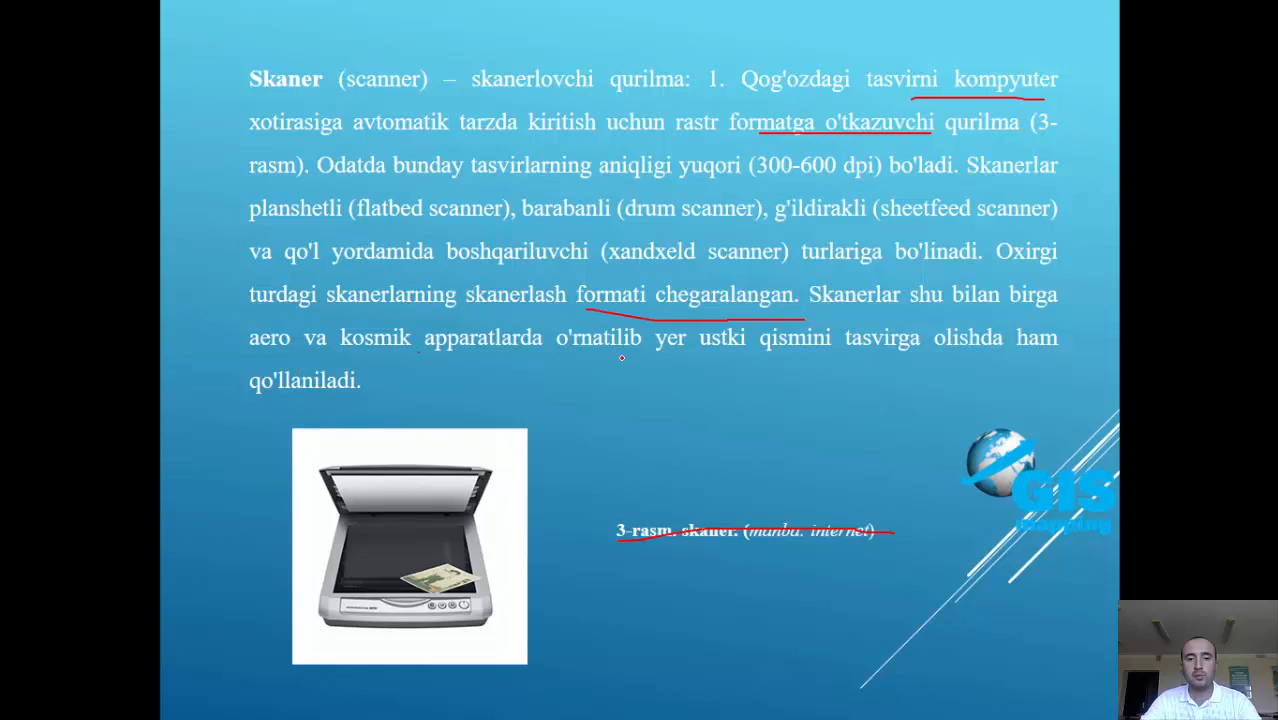 Skaner (scanner) – skanerlovchi qurilma: 1. Qog'ozdagi tasvirni kompyuter
xotirasiga avtomatik tarzda kiritish uchun rastr formatga o'tkazuvchi qurilma (3-
rasm). Odatda bunday tasvirlarning aniqligi yuqori (300-600 dpi) bo'ladi. Skanerlar
planshetli (flatbed scanner), barabanli (drum scanner), g'ildirakli (sheetfeed scanner)
va qo'l yordamida boshqariluvchi (xandxeld scanner) turlariga bo'linadi. Oxirgi
turdagi skanerlarning skanerlash formati chegaralangan. Skanerlar shu bilan birga
aero va kosmik apparatlarda o'rnatilib yer ustki qismini tasvirga olishda ham
qo'llaniladi.
GIS
mapping
3-rasm. skaner. (manba. internet)